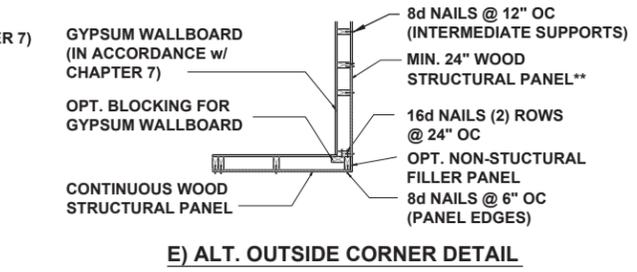 ER 7)
GYPSUM WALLBOARD
(IN ACCORDANCE w/
CHAPTER 7)
OPT. BLOCKING FOR
GYPSUM WALLBOARD
CONTINUOUS WOOD
STRUCTURAL PANEL
8d NAILS @ 12" OC
(INTERMEDIATE SUPPORTS)
MIN. 24" WOOD
STRUCTURAL PANEL**
16d NAILS (2) ROWS
@ 24" OC
OPT. NON-STUCTURAL
FILLER PANEL
8d NAILS @ 6" OC
(PANEL EDGES)
E) ALT. OUTSIDE CORNER DETAIL